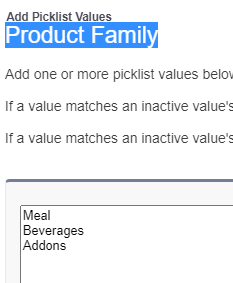 Add Picklist Values
Product Family
Add one or more picklist values below
If a value matches an inactive value's
If a value matches an inactive value's
Meal
Beverages
Addons